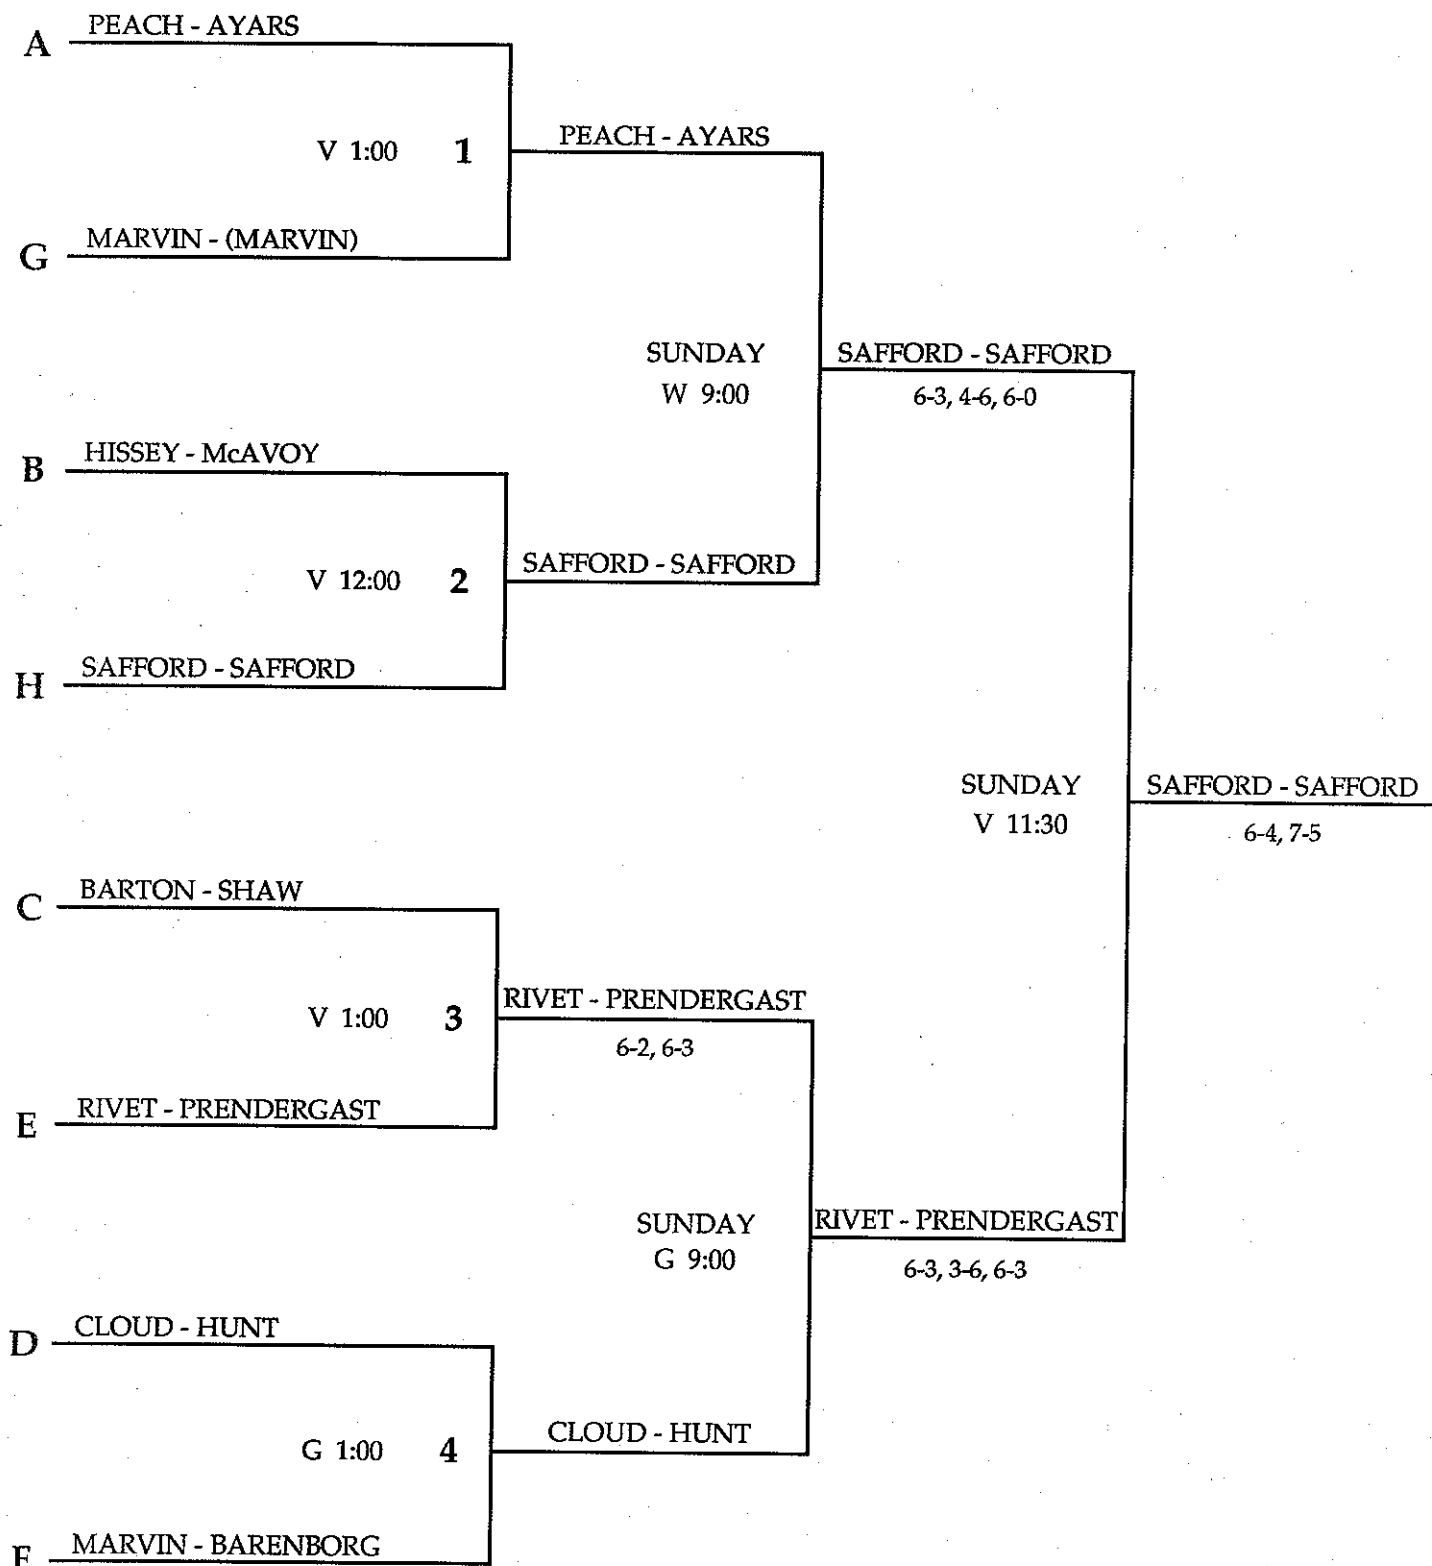 PEACH - AYARS
A
PEACH - AYARS
V 1:00 1
MARVIN - (MARVIN)
G
SUNDAY
SAFFORD - SAFFORD
W 9:00
6-3, 4-6, 6-0
HISSEY - McAVOY
B
SAFFORD - SAFFORD
V 12:00 2
SAFFORD - SAFFORD
H
SUNDAY
SAFFORD - SAFFORD
V 11:30
6-4, 7-5
BARTON - SHAW
C
RIVET - PRENDERGAST
V 1:00 3
6-2, 6-3
RIVET - PRENDERGAST
E
SUNDAY
RIVET - PRENDERGAST
G 9:00
6-3, 3-6, 6-3
CLOUD - HUNT
D
CLOUD - HUNT
G 1:00 4
MARVIN - BARENBORG
F